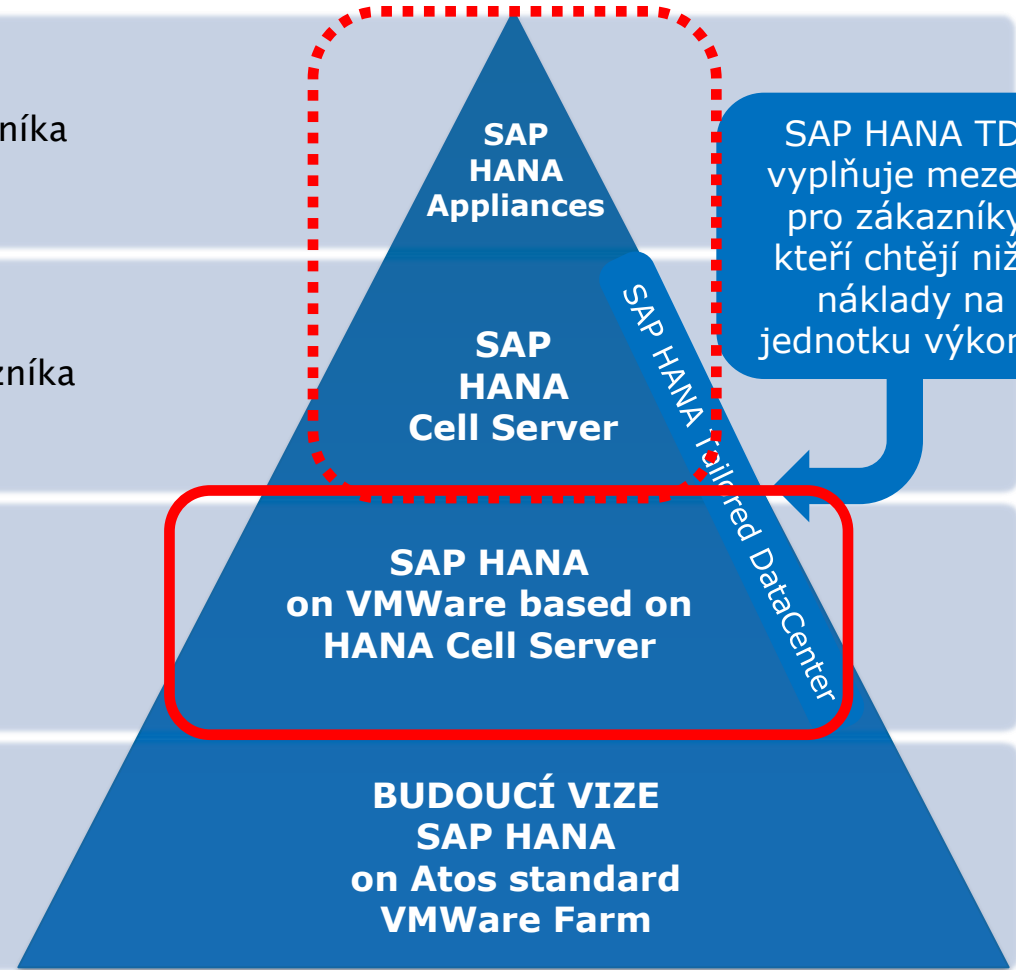 níka
SAP
HANA
Appliances
SAP HANA TD
vyplňuje meze
pro zákazníky
kteří chtějí niž
náklady na
jednotku výkon
zníka
SAP
HANA
Cell Server
SAP HANA Tailored DataCenter
SAP HANA
on VMWare based on
HANA Cell Server
BUDOUCÍ VIZE
SAP HANA
on Atos standard
VMWare Farm